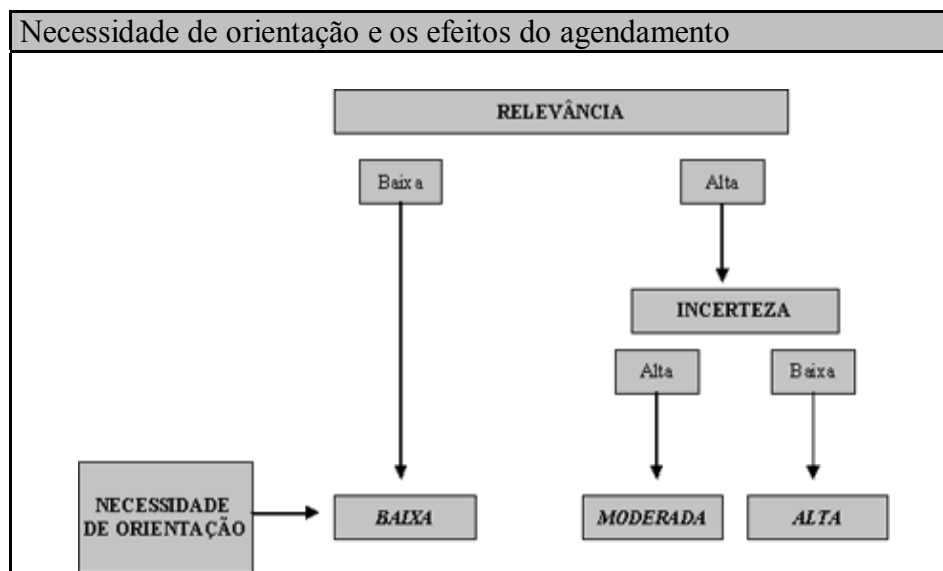 Necessidade de orientação e os efeitos do agendamento
RELEVÂNCIA
Baixa
Alta
INCERTEZA
Alta
Baixa
NECESSIDADE
DE ORIENTAÇÃO
BAIXA
MODERADA
ALTA